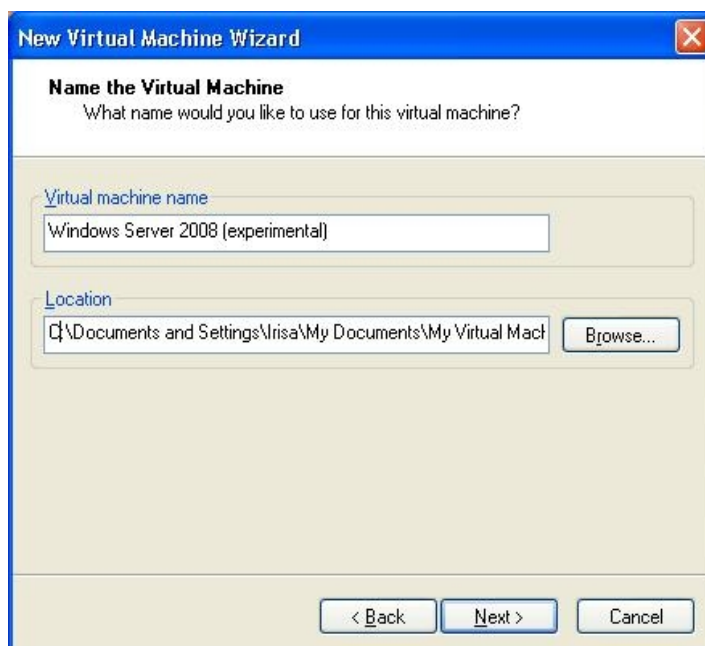 New Virtual Machine Wizard
Name the Virtual Machine
What name would you like to use for this virtual machine?
Virtual machine name
Windows Server 2008 (experimental)
Location
C:\Documents and Settings\Irisa\My Documents\My Virtual Mach
Browse...
< Back
Next >
Cancel